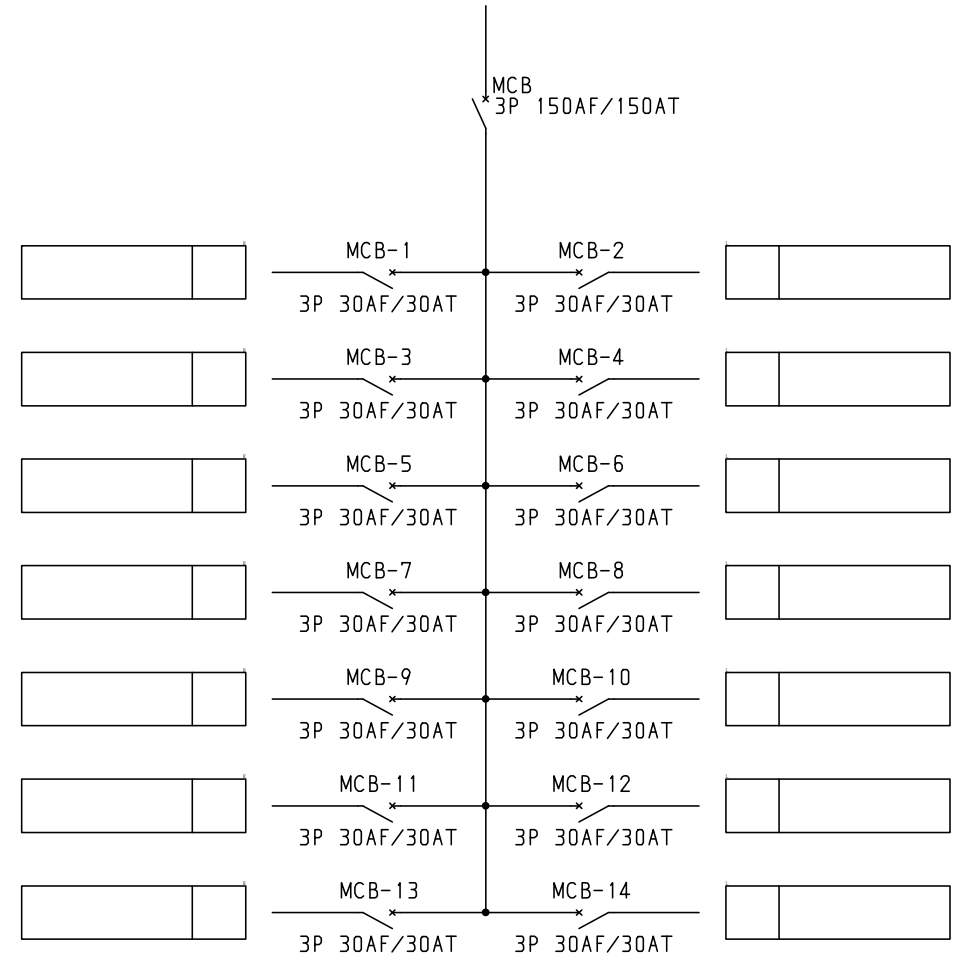 MCB
3P 150AF/150AT
MCB-1 MCB-2
3P 30AF/30AT 3P 30AF/30AT
MCB-3 MCB-4
3P 30AF/30AT 3P 30AF/30AT
MCB-5 MCB-6
3P 30AF/30AT 3P 30AF/30AT
MCB-7 MCB-8
3P 30AF/30AT 3P 30AF/30AT
MCB-9 MCB-10
3P 30AF/30AT 3P 30AF/30AT
MCB-11 MCB-12
3P 30AF/30AT 3P 30AF/30AT
MCB-13 MCB-14
3P 30AF/30AT 3P 30AF/30AT